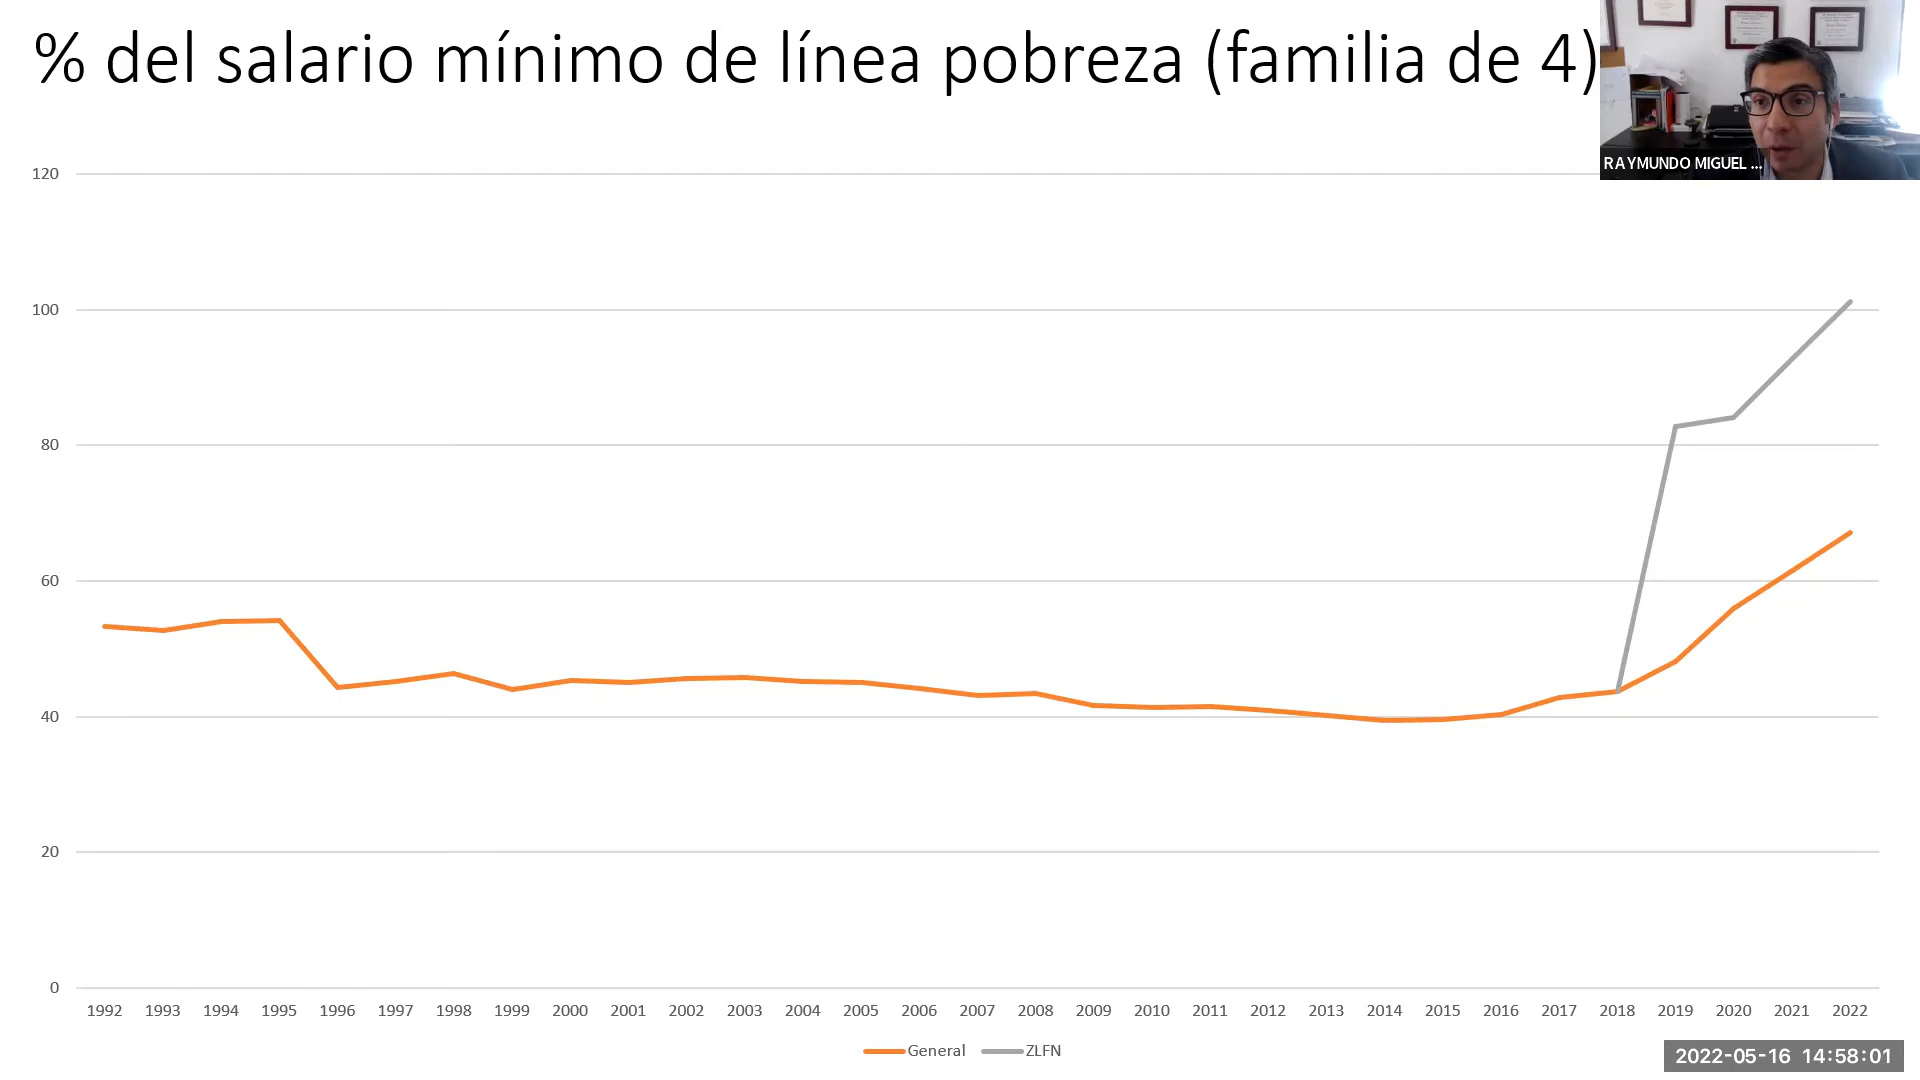 % del salario mínimo de línea pobreza (familia de 4)
RAYMUNDO MIGUEL ...
120
100
80
60
40
20
0
1992 1993 1994 1995 1996 1997 1998 1999 2000 2001 2002 2003 2004 2005 2006 2007 2008 2009 2010 2011 2012 2013 2014 2015 2016 2017 2018 2019 2020 2021 2022
General ZLFN
2022-05-16 14:58:01